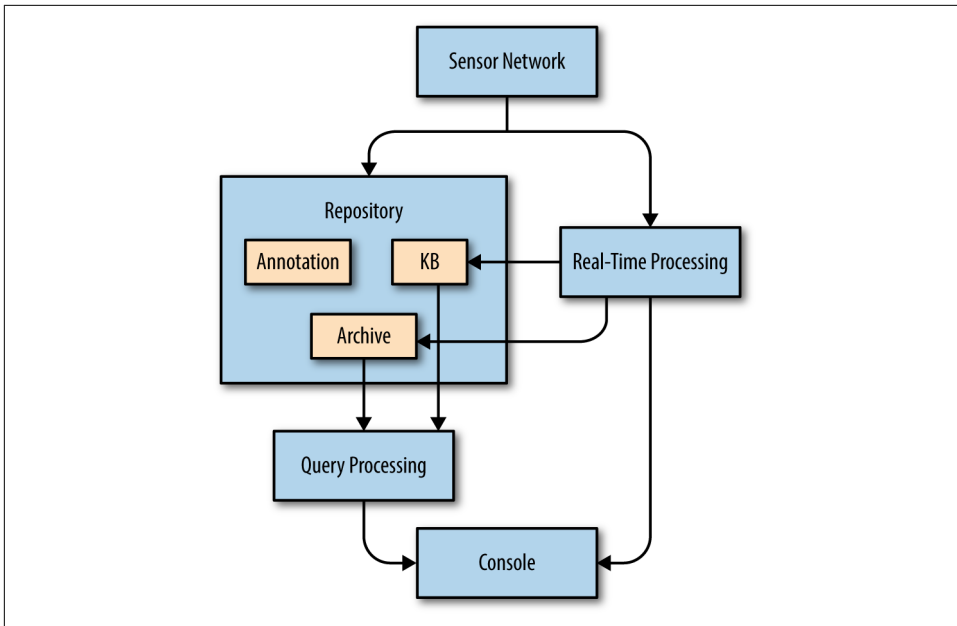 Sensor Network
Repository
Annotation
KB
Real-Time Processing
Archive
Query Processing
Console